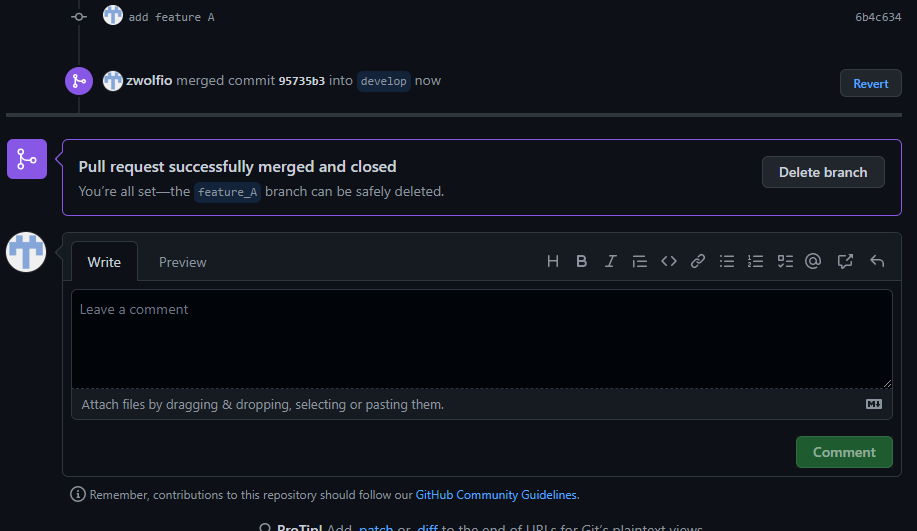 add feature A 6b4c634
zwolfio merged commit 95735b3 into develop now Revert
Pull request successfully merged and closed
You're all set—the feature_A branch can be safely deleted.
Delete branch
Write Preview
Leave a comment
Attach files by dragging & dropping, selecting or pasting them.
Comment
Remember, contributions to this repository should follow our GitHub Community Guidelines.
ProTip! Add .patch or .diff to the end of URLs for Git's plaintext views.